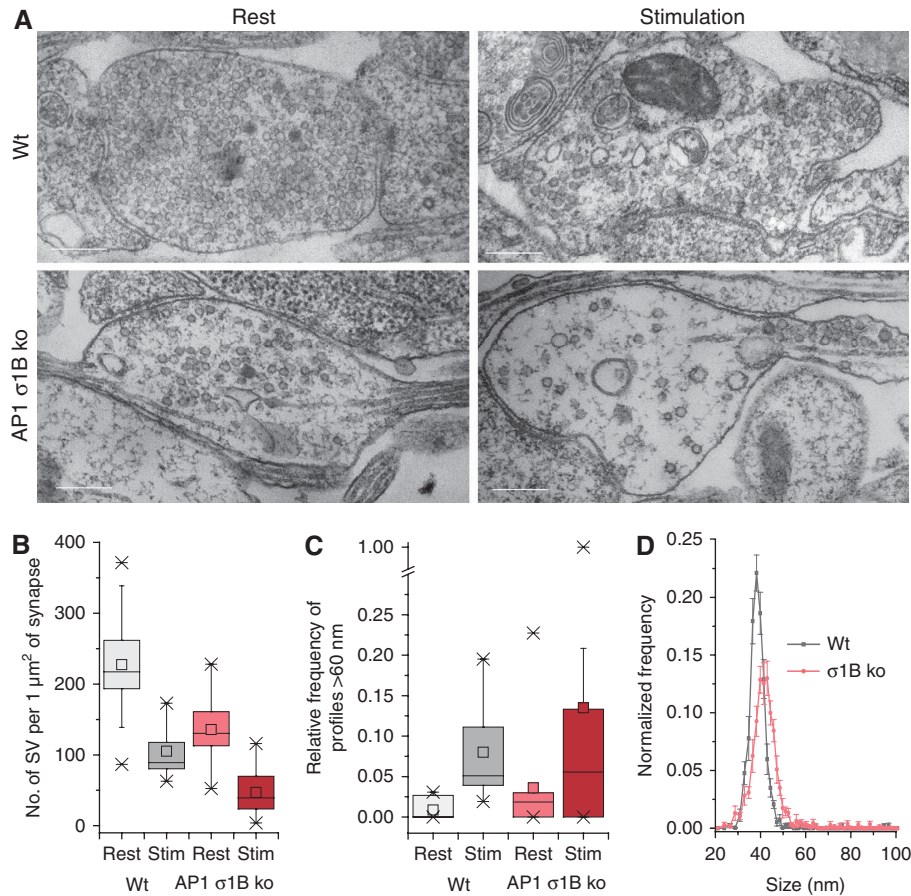 A
Rest
Stimulation
Wt
AP1 σ1B ko
B
No. of SV per 1 μm² of synapse
400
300
200
100
0
Rest Stim Rest Stim
Wt AP1 σ1B ko
C
Relative frequency of
profiles >60 nm
1.00
0.20
0.15
0.10
0.05
0.00
Rest Stim Rest Stim
Wt AP1 σ1B ko
D
Normalized frequency
0.25
0.20
0.15
0.10
0.05
0.00
Wt
σ1B ko
20 40 60 80 100
Size (nm)